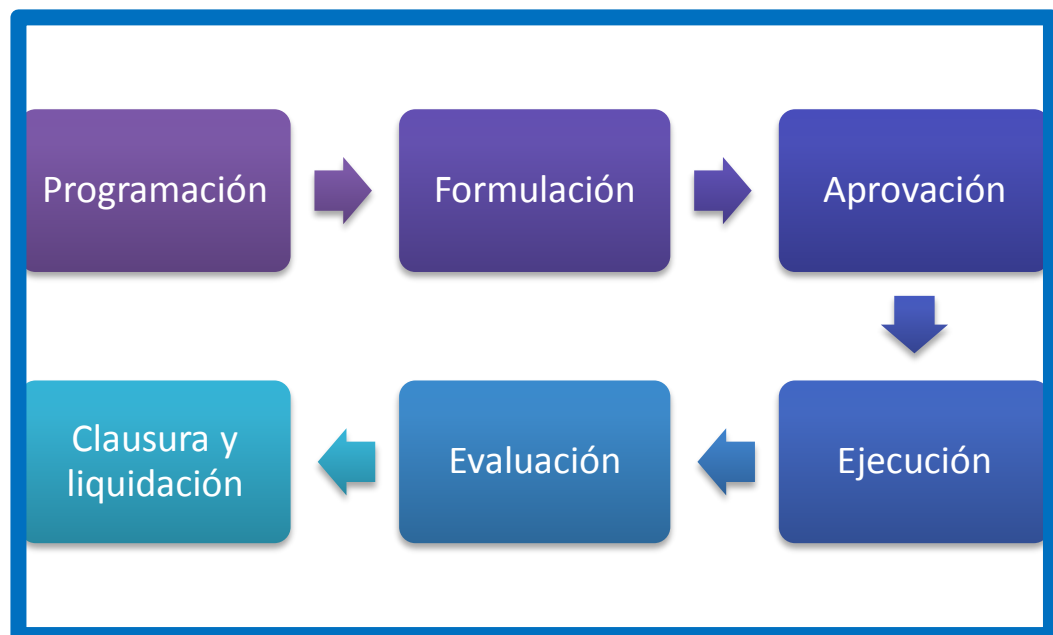 Programación
Formulación
Aprovación
Ejecución
Evaluación
Clausura y
liquidación